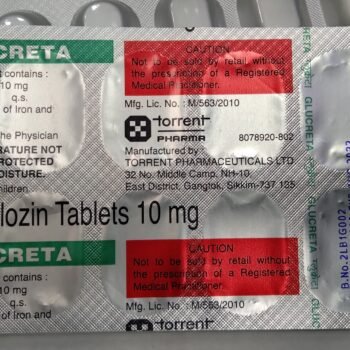 CRETA
contains :
10 mg
q.s.
of Iron and
the Physician
RATURE NOT
ROTECTED
OISTURE.
children
CAUTION
Not to be sold by retail without
the prescription of a Registered
Medical Practitioner.
Mfg. Lic. No. : M/563/2010
torrent
PHARMA
8078920-802
Manufactured by :
TORRENT PHARMACEUTICALS LTD
32 No. Middle Camp, NH-10,
East District, Gangtok, Sikkim-737 135
GLUCRETA
lozin Tablets 10 mg
CRETA
contains :
10 mg
q.s.
of Iron and
CAUTION
Not to be sold by retail without
the prescription of a Registered
Medical Practitioner.
Mfg. Lic. No. : M/563/2010
torrent
B.No.2LB1G002